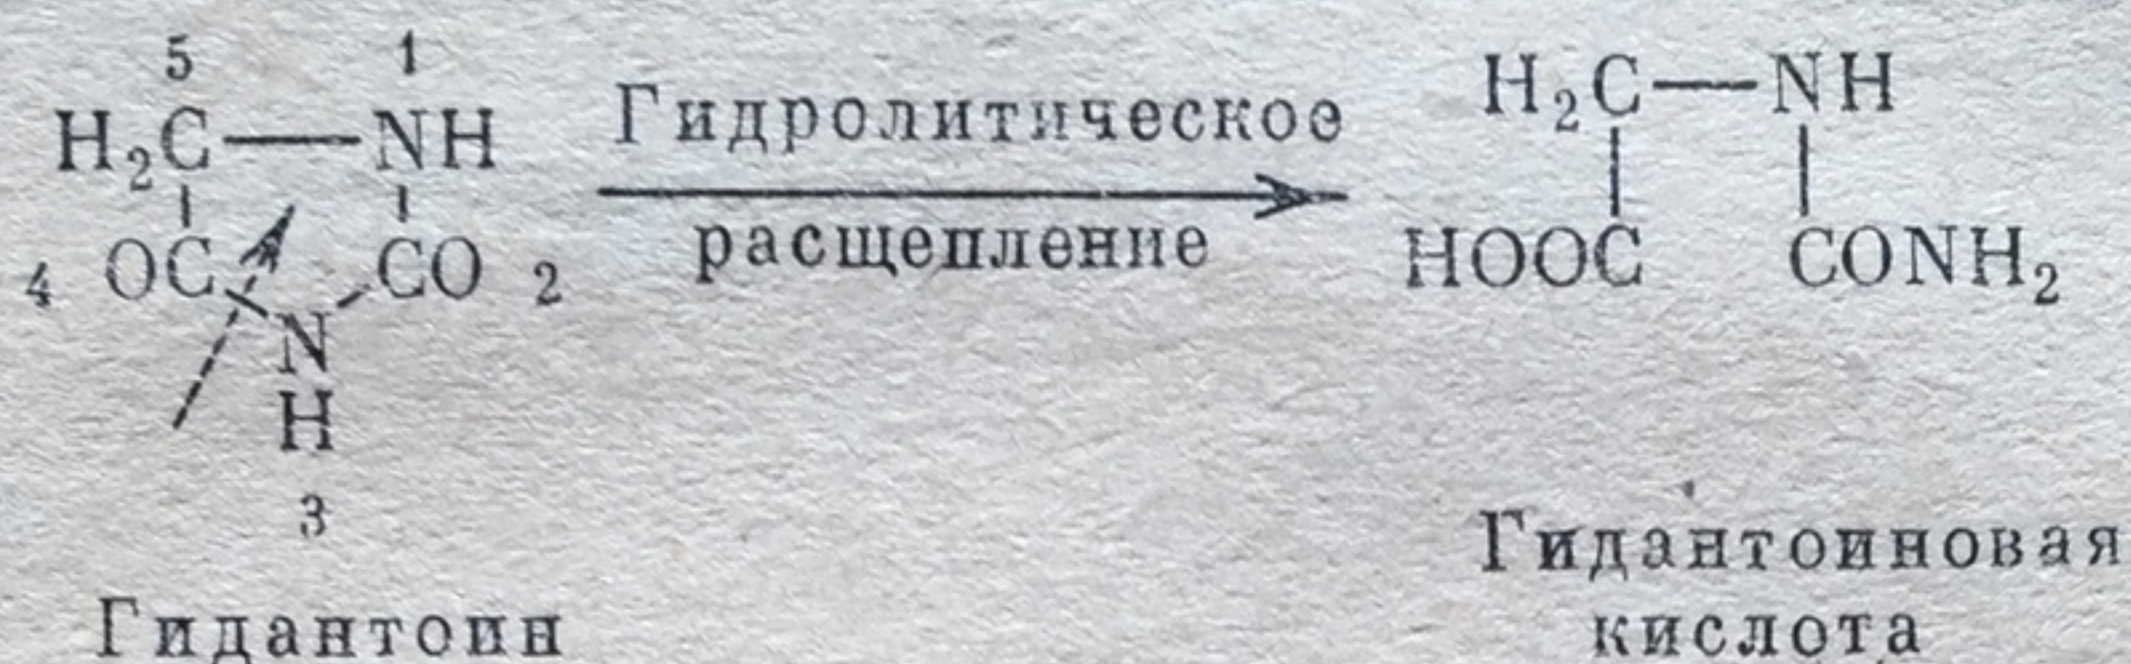 5 1
H₂C—NH
Гидролитическое
H₂C—NH
расщепление
4 OC CO 2
HOOC CONH₂
N
H
3
Гидантоиновая
Гидантоин
кислота